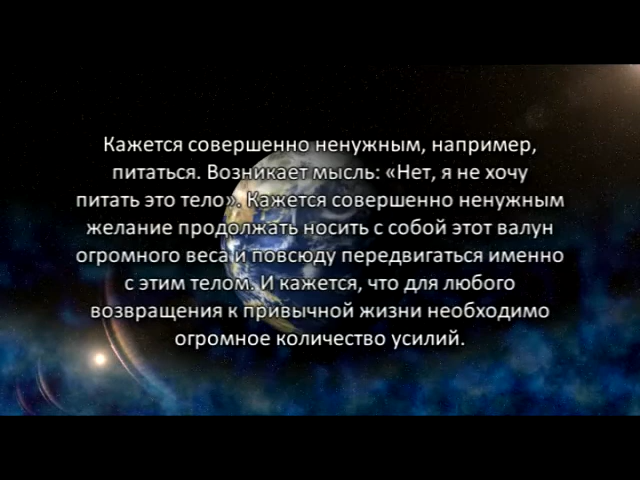 Кажется совершенно ненужным, например,
питаться. Возникает мысль: «Нет, я не хочу
питать это тело». Кажется совершенно ненужным
желание продолжать носить с собой этот валун
огромного веса и повсюду передвигаться именно
с этим телом. И кажется, что для любого
возвращения к привычной жизни необходимо
огромное количество усилий.